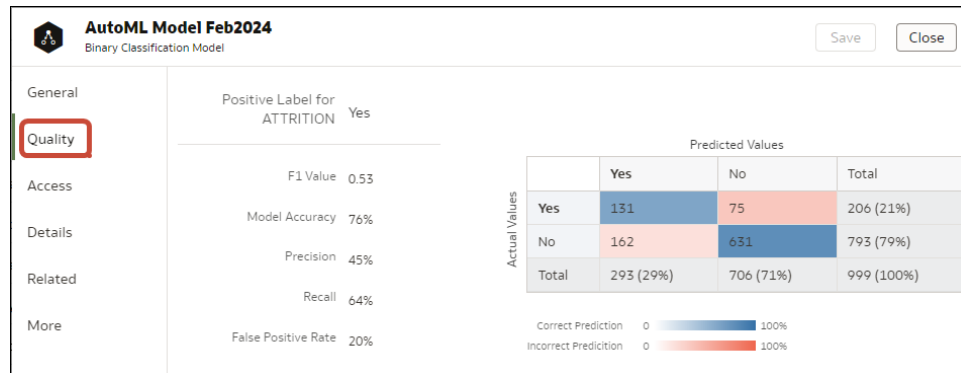 AutoML Model Feb2024
Binary Classification Model
Save
Close
General
Quality
Access
Details
Related
More
Positive Label for
ATTRITION
Yes
F1 Value 0.53
Model Accuracy 76%
Precision 45%
Recall 64%
False Positive Rate 20%
Predicted Values
Actual Values
Yes No Total
Yes 131 75 206 (21%)
No 162 631 793 (79%)
Total 293 (29%) 706 (71%) 999 (100%)
Correct Prediction 0 100%
Incorrect Predicition 0 100%